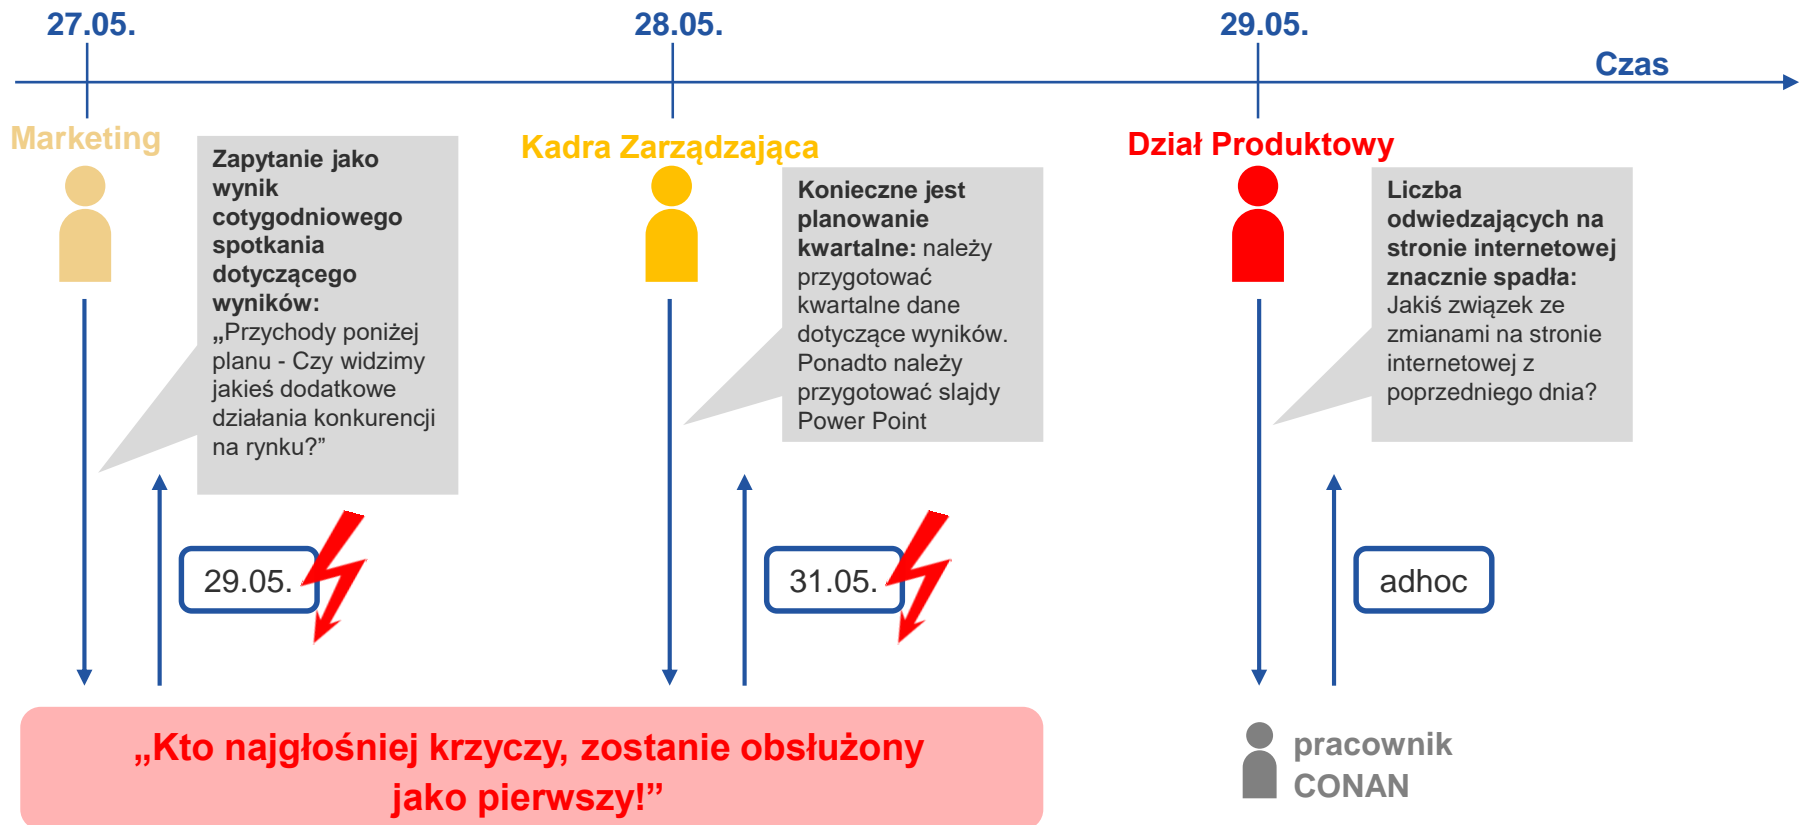 27.05.
28.05.
29.05.
Czas
Marketing
Zapytanie jako
wynik
cotygodniowego
spotkania
dotyczącego
wyników:
„Przychody poniżej
planu - Czy widzimy
jakieś dodatkowe
działania konkurencji
na rynku?”
29.05.
Kadra Zarządzająca
Konieczne jest
planowanie
kwartalne: należy
przygotować
kwartalne dane
dotyczące wyników.
Ponadto należy
przygotować slajdy
Power Point
31.05.
Dział Produktowy
Liczba
odwiedzających na
stronie internetowej
znacznie spadła:
Jakiś związek ze
zmianami na stronie
internetowej z
poprzedniego dnia?
adhoc
„Kto najgłośniej krzyczy, zostanie obsłużony
jako pierwszy!”
pracownik
CONAN